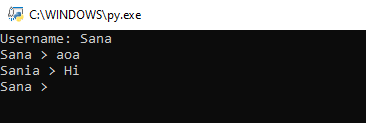 C:\WINDOWS\py.exe
Username: Sana
Sana > aoa
Sania > Hi
Sana >